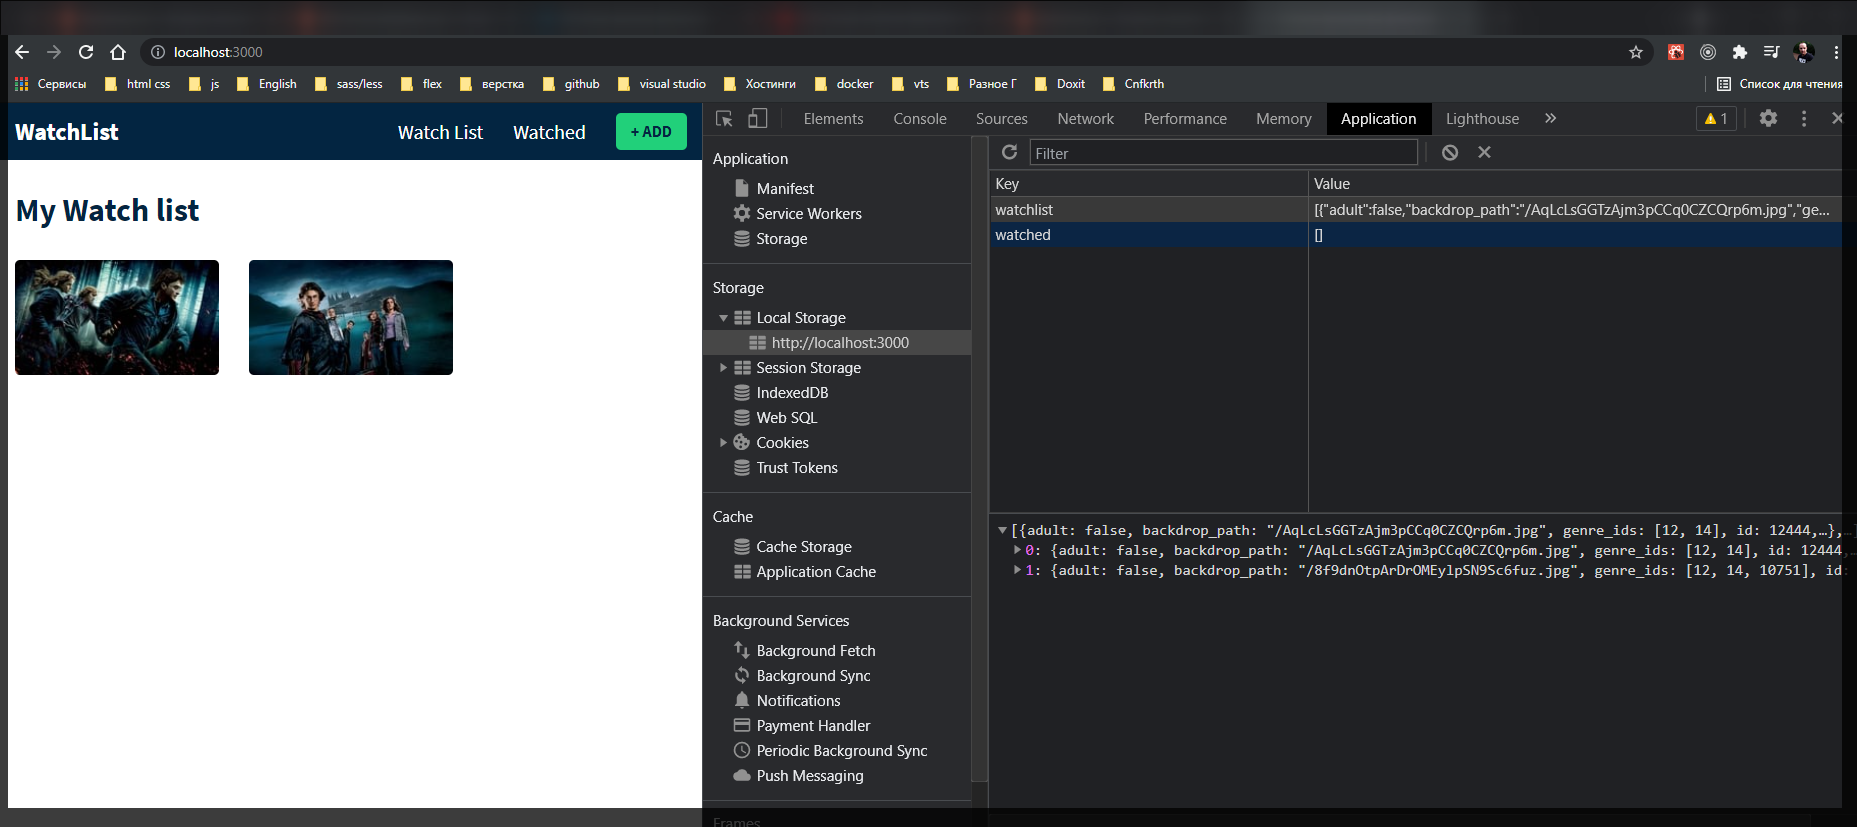 localhost:3000
Сервисы html css js English sass/less flex верстка github visual studio Хостинги docker vts Разное Г Doxit Cnfkrth Список для чтения
WatchList Watch List Watched + ADD
My Watch list
Elements Console Sources Network Performance Memory Application Lighthouse 1
Application
Manifest
Service Workers
Storage
Storage
Local Storage
http://localhost:3000
Session Storage
IndexedDB
Web SQL
Cookies
Trust Tokens
Cache
Cache Storage
Application Cache
Background Services
Background Fetch
Background Sync
Notifications
Payment Handler
Periodic Background Sync
Push Messaging
Frames
Filter
Key Value
watchlist [{"adult":false,"backdrop_path":"/AqLcLsGGTzAjm3pCCq0CZCQrp6m.jpg","ge...
watched []
[{adult: false, backdrop_path: "/AqLcLsGGTzAjm3pCCq0CZCQrp6m.jpg", genre_ids: [12, 14], id: 12444,…},…]
0: {adult: false, backdrop_path: "/AqLcLsGGTzAjm3pCCq0CZCQrp6m.jpg", genre_ids: [12, 14], id: 12444,…
1: {adult: false, backdrop_path: "/8f9dnOtpArDrOMEylpSN9Sc6fuz.jpg", genre_ids: [12, 14, 10751], id: